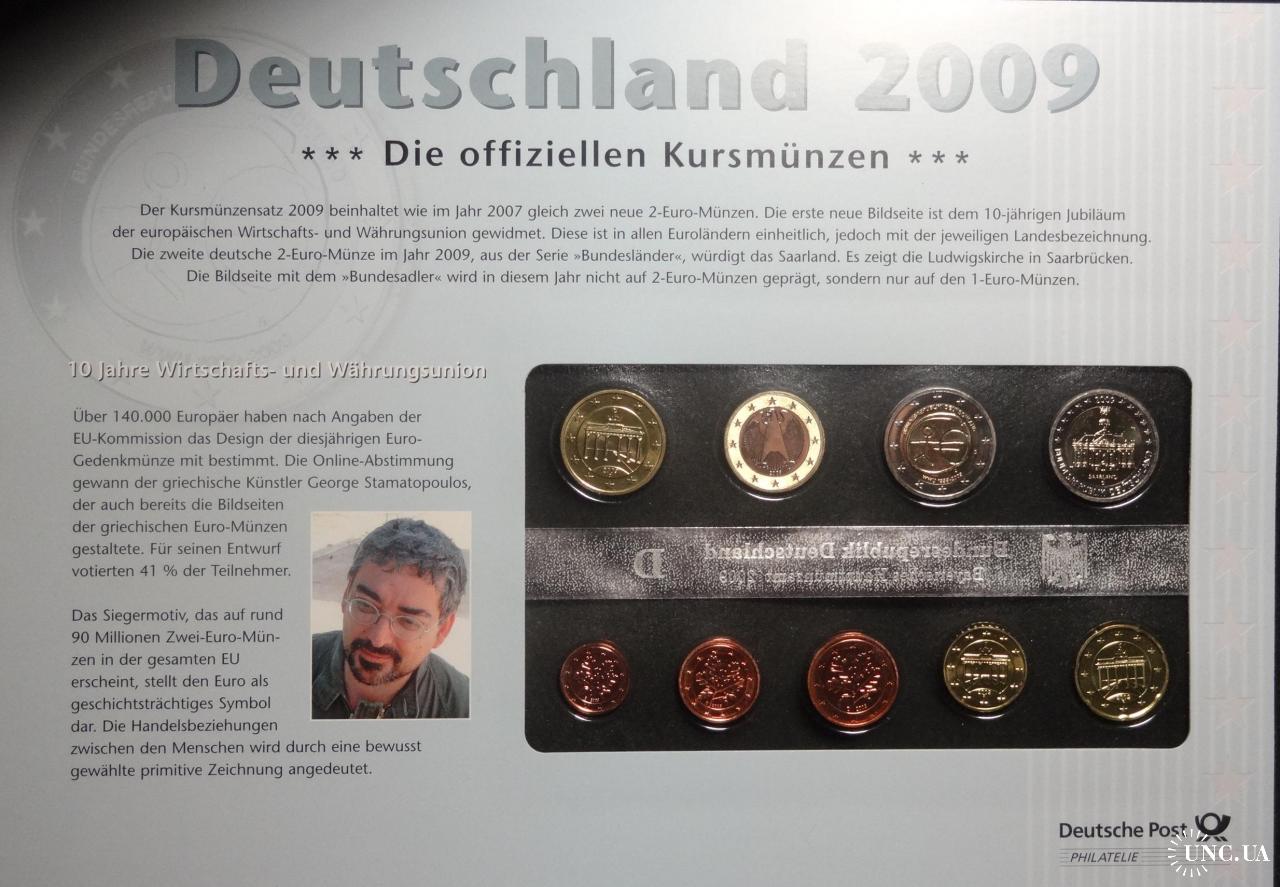 Deutschland 2009
*** Die offiziellen Kursmünzen ***
Der Kursmünzensatz 2009 beinhaltet wie im Jahr 2007 gleich zwei neue 2-Euro-Münzen. Die erste neue Bildseite ist dem 10-jährigen Jubiläum
der europäischen Wirtschafts- und Währungsunion gewidmet. Diese ist in allen Euroländern einheitlich, jedoch mit der jeweiligen Landesbezeichnung.
Die zweite deutsche 2-Euro-Münze im Jahr 2009, aus der Serie »Bundesländer«, würdigt das Saarland. Es zeigt die Ludwigskirche in Saarbrücken.
Die Bildseite mit dem »Bundesadler« wird in diesem Jahr nicht auf 2-Euro-Münzen geprägt, sondern nur auf den 1-Euro-Münzen.
10 Jahre Wirtschafts- und Währungsunion
Über 140.000 Europäer haben nach Angaben der
EU-Kommission das Design der diesjährigen Euro-
Gedenkmünze mit bestimmt. Die Online-Abstimmung
gewann der griechische Künstler George Stamatopoulos,
der auch bereits die Bildseiten
der griechischen Euro-Münzen
gestaltete. Für seinen Entwurf
votierten 41 % der Teilnehmer.
Das Siegermotiv, das auf rund
90 Millionen Zwei-Euro-Mün-
zen in der gesamten EU
erscheint, stellt den Euro als
geschichtsträchtiges Symbol
dar. Die Handelsbeziehungen
zwischen den Menschen wird durch eine bewusst
gewählte primitive Zeichnung angedeutet.
2009
SAARLAND
Bundesrepublik Deutschland
D
Deutsche Post
PHILATELIE
UNC.UA